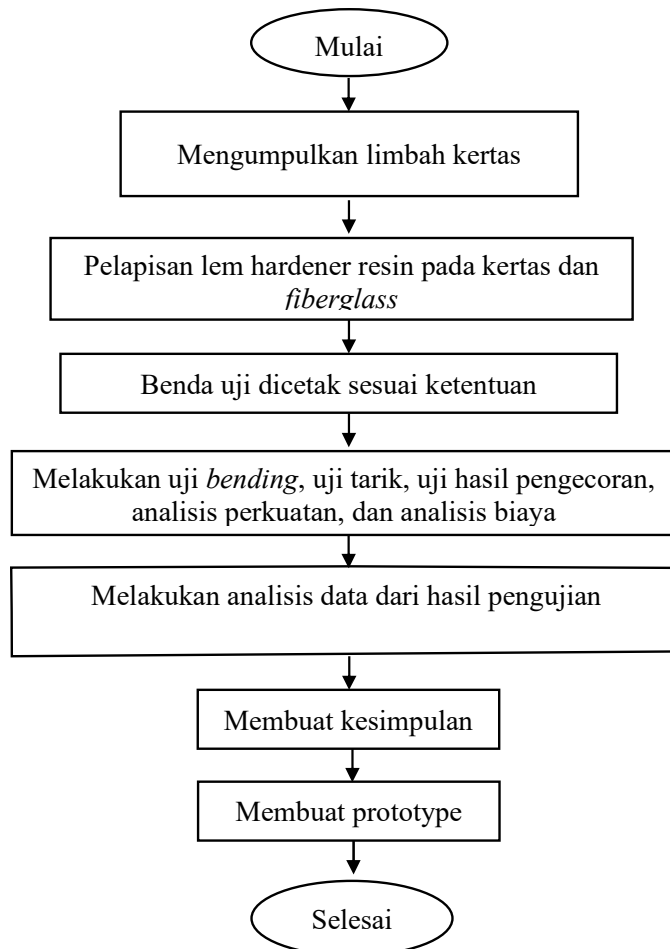 Mulai
Mengumpulkan limbah kertas
Pelapisan lem hardener resin pada kertas dan
fiberglass
Benda uji dicetak sesuai ketentuan
Melakukan uji bending, uji tarik, uji hasil pengecoran,
analisis perkuatan, dan analisis biaya
Melakukan analisis data dari hasil pengujian
Membuat kesimpulan
Membuat prototype
Selesai